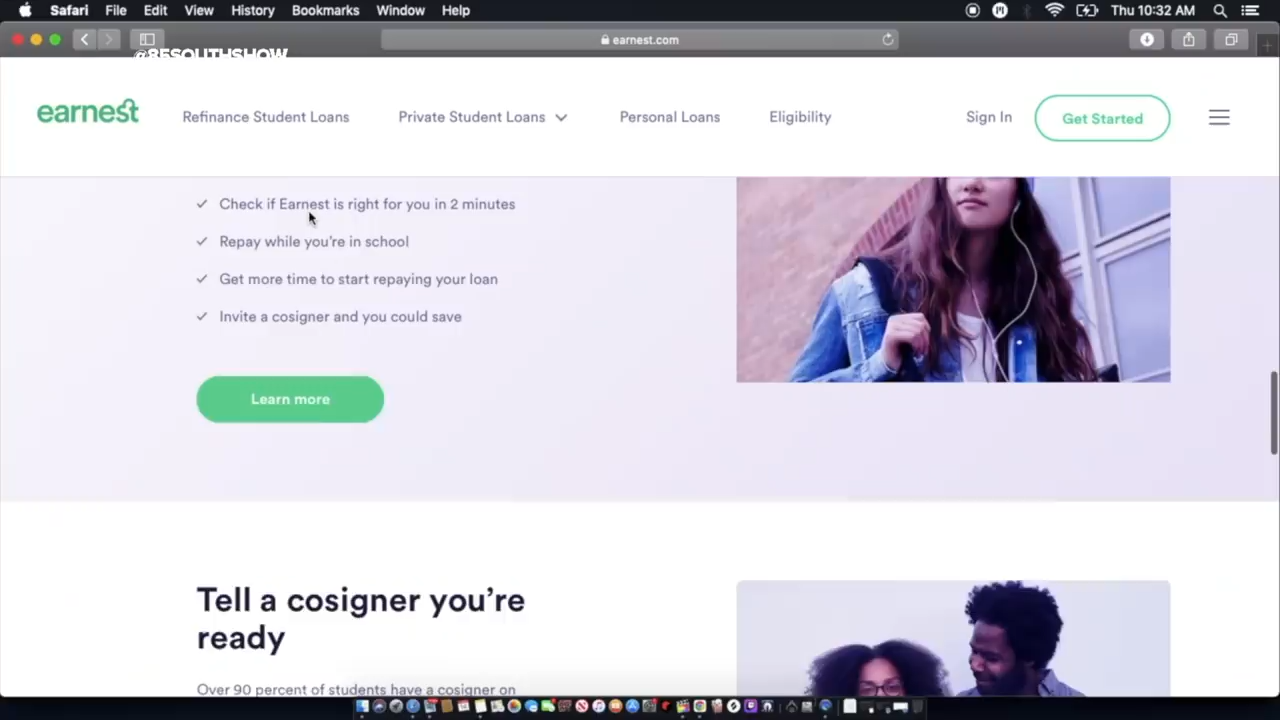 Safari File Edit View History Bookmarks Window Help Thu 10:32 AM
earnest.com
@85SOUTHSHOW
earnest Refinance Student Loans Private Student Loans Personal Loans Eligibility Sign In Get Started
Check if Earnest is right for you in 2 minutes
Repay while you're in school
Get more time to start repaying your loan
Invite a cosigner and you could save
Learn more
Tell a cosigner you're
ready
Over 90 percent of students have a cosigner on